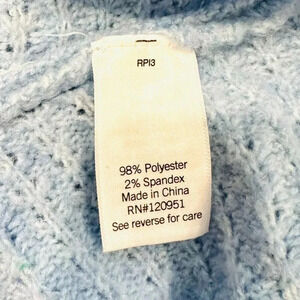 RPI3
98% Polyester
2% Spandex
Made in China
RN#120951
See reverse for care